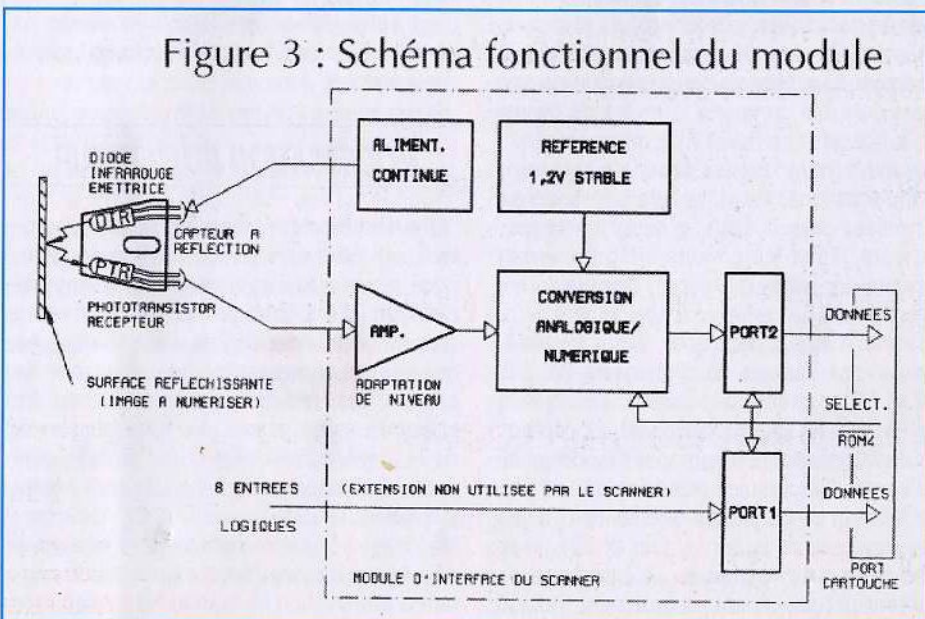 Figure 3 : Schéma fonctionnel du module
DIODE
INFRAROUGE
EMETTRICE
DIR
CAPTEUR A
REFLECTION
PTR
PHOTOTRANSISTOR
RECEPTEUR
SURFACE REFLECHISSANTE
(IMAGE A NUMERISER)
ALIMENT.
CONTINUE
REFERENCE
1,2V STABLE
AMP.
ADAPTATION
DE NIVEAU
CONVERSION
ANALOGIQUE/
NUMERIQUE
PORT2
DONNEES
SELECT.
ROM4
8 ENTREES
LOGIQUES
(EXTENSION NON UTILISEE PAR LE SCANNER)
PORT1
DONNEES
PORT
CARTOUCHE
MODULE D'INTERFACE DU SCANNER